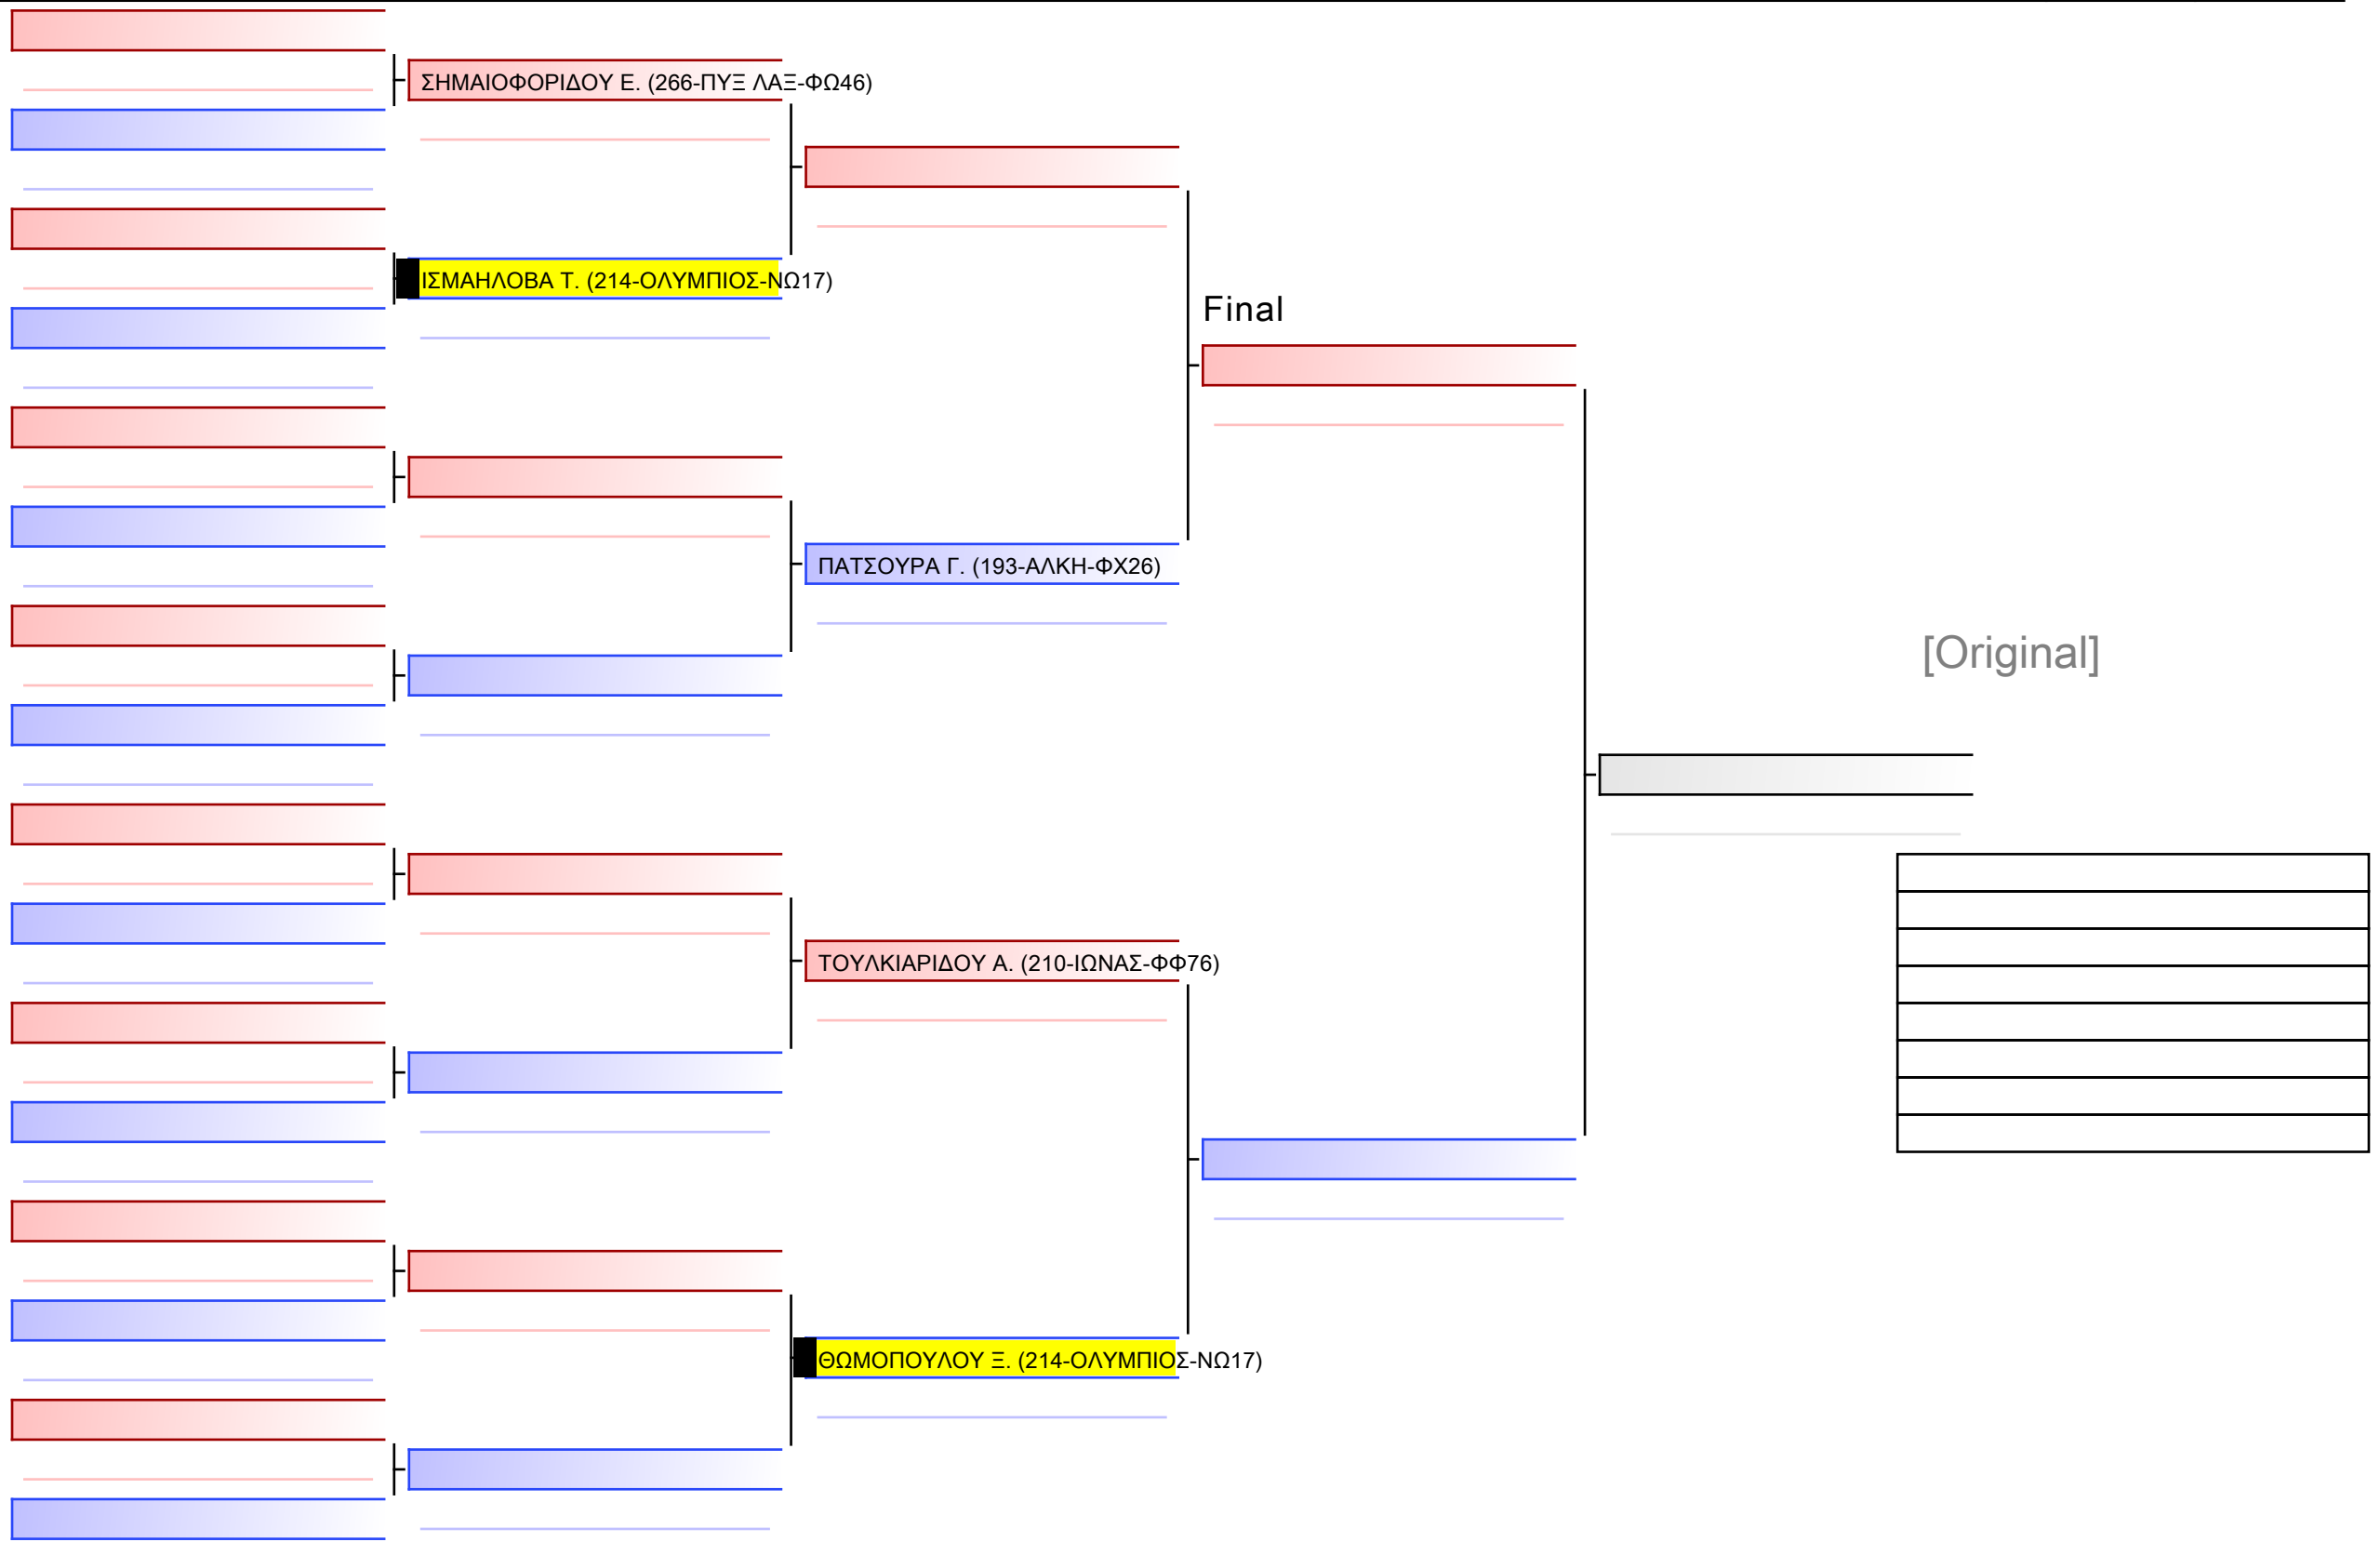 ΣΗΜΑΙΟΦΟΡΙΔΟΥ Ε. (266-ΠΥΞ ΛΑΞ-ΦΩ46)
ΙΣΜΑΗΛΟΒΑ Τ. (214-ΟΛΥΜΠΙΟΣ-ΝΩ17)
Final
ΠΑΤΣΟΥΡΑ Γ. (193-ΑΛΚΗ-ΦΧ26)
[Original]
ΤΟΥΛΚΙΑΡΙΔΟΥ Α. (210-ΙΩΝΑΣ-ΦΦ76)
ΘΩΜΟΠΟΥΛΟΥ Ξ. (214-ΟΛΥΜΠΙΟΣ-ΝΩ17)